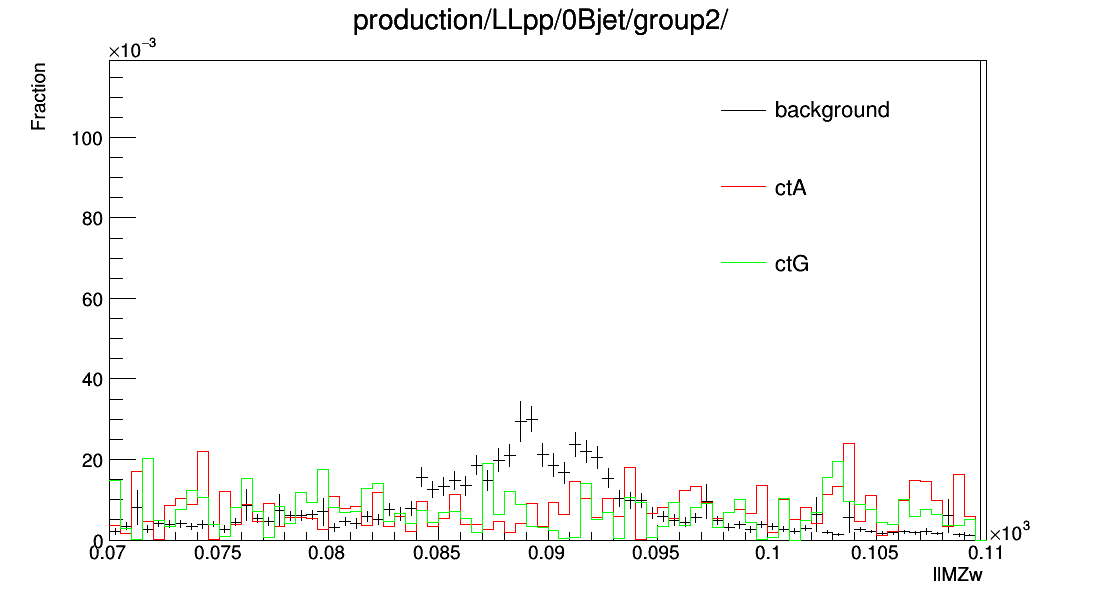 production/LLpp/0Bjet/group2/
×10⁻³
Fraction
background
ctA
ctG
100
80
60
40
20
0
0.07 0.075 0.08 0.085 0.09 0.095 0.1 0.105 0.11
×10³
llMZw